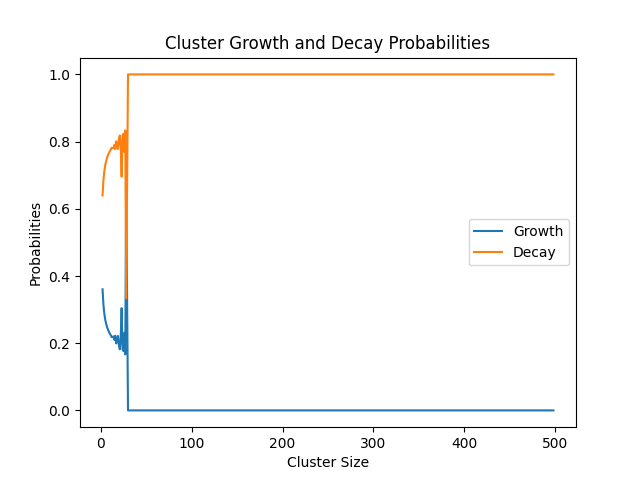 Cluster Growth and Decay Probabilities
1.0
0.8
0.6
0.4
0.2
0.0
Probabilities
Growth
Decay
0 100 200 300 400 500
Cluster Size